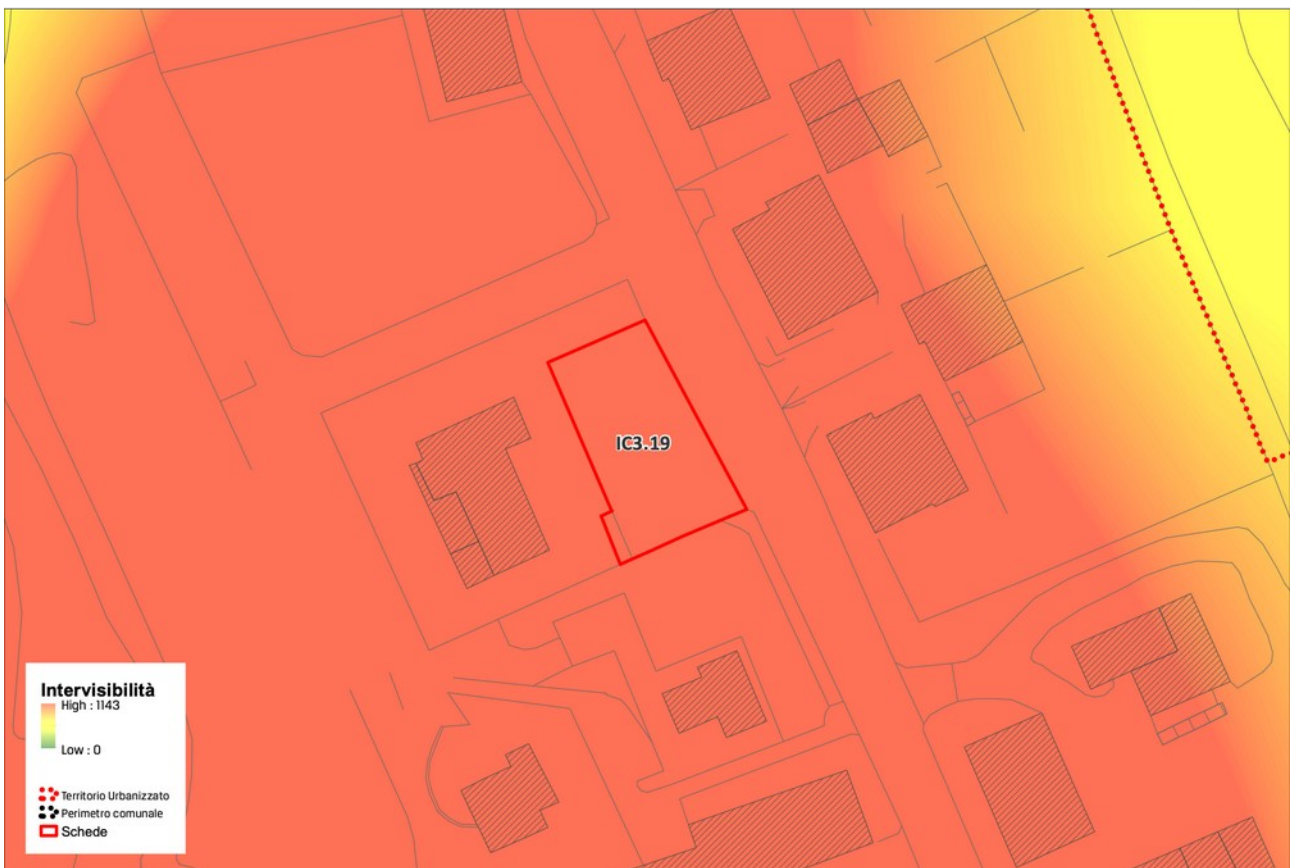 IC3.19
Intervisibilità
High : 1143
Low : 0
Territorio Urbanizzato
Perimetro comunale
Schede